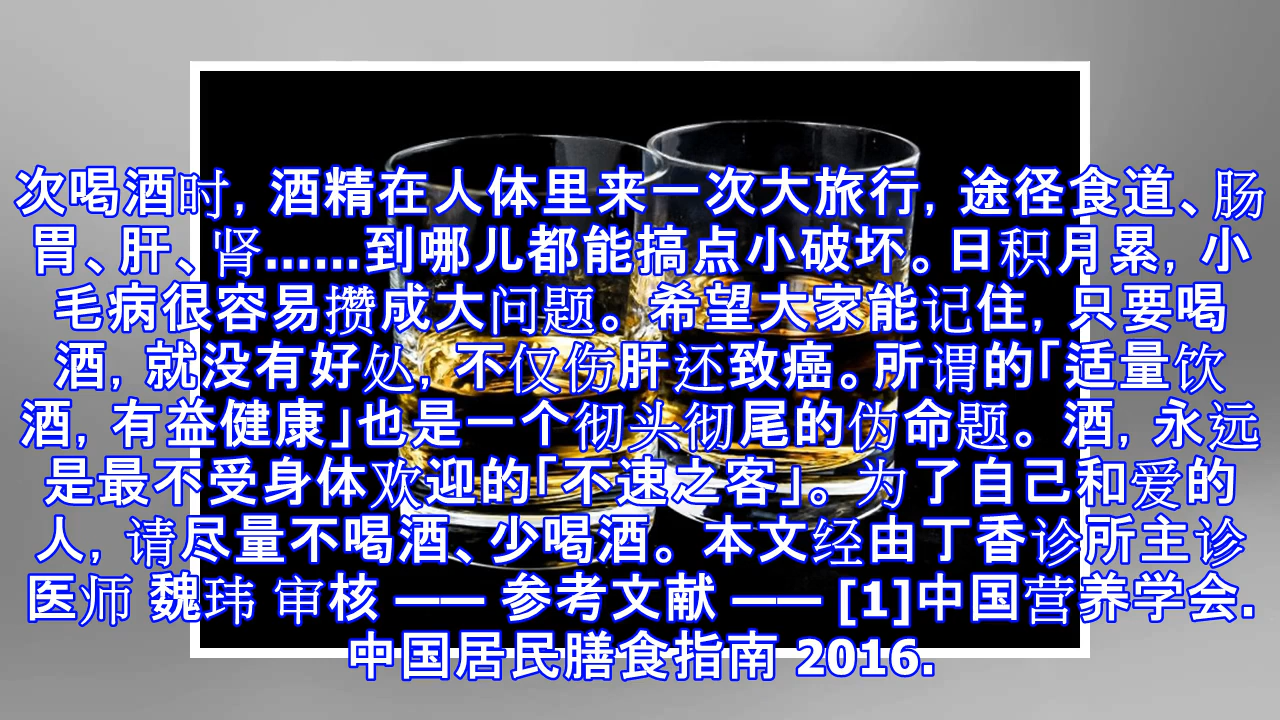 次喝酒时, 酒精在人体里来一次大旅行, 途径食道、肠
胃、肝、肾……到哪儿都能搞点小破坏。日积月累, 小
毛病很容易攒成大问题。希望大家能记住, 只要喝
酒, 就没有好处, 不仅伤肝还致癌。所谓的「适量饮
酒, 有益健康」也是一个彻头彻尾的伪命题。酒, 永远
是最不受身体欢迎的「不速之客」。为了自己和爱的
人, 请尽量不喝酒、少喝酒。本文经由丁香诊所主诊
医师 魏玮 审核 —— 参考文献 —— [1]中国营养学会.
中国居民膳食指南 2016.